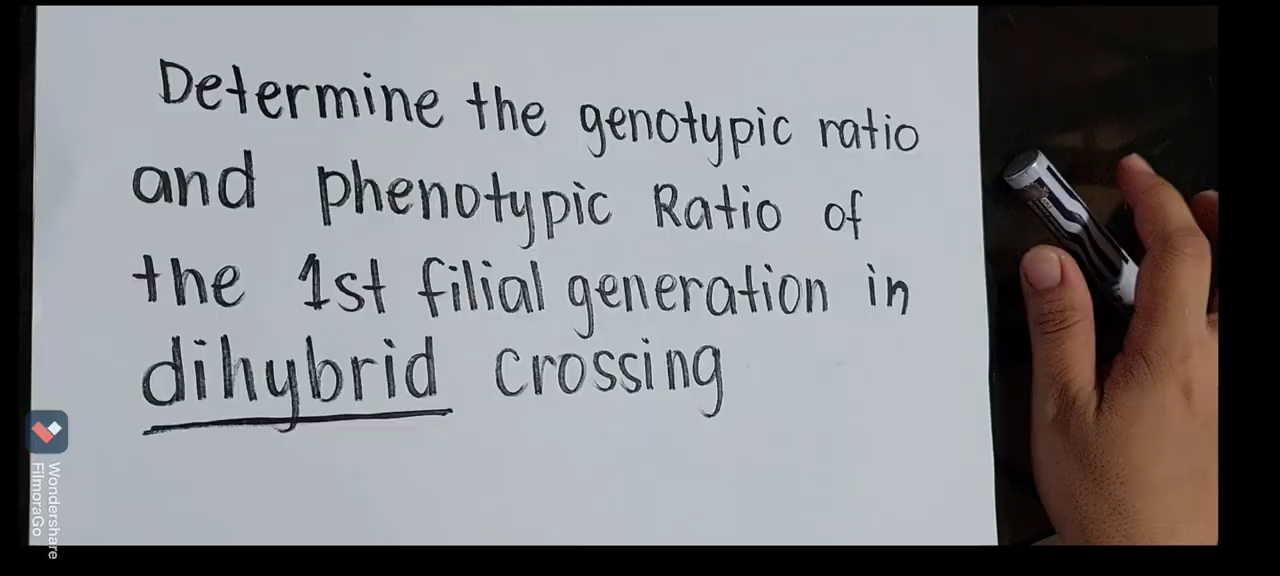 Determine the genotypic ratio
and phenotypic Ratio of
the 1st filial generation in
dihybrid crossing
Wondershare
FilmoraGo